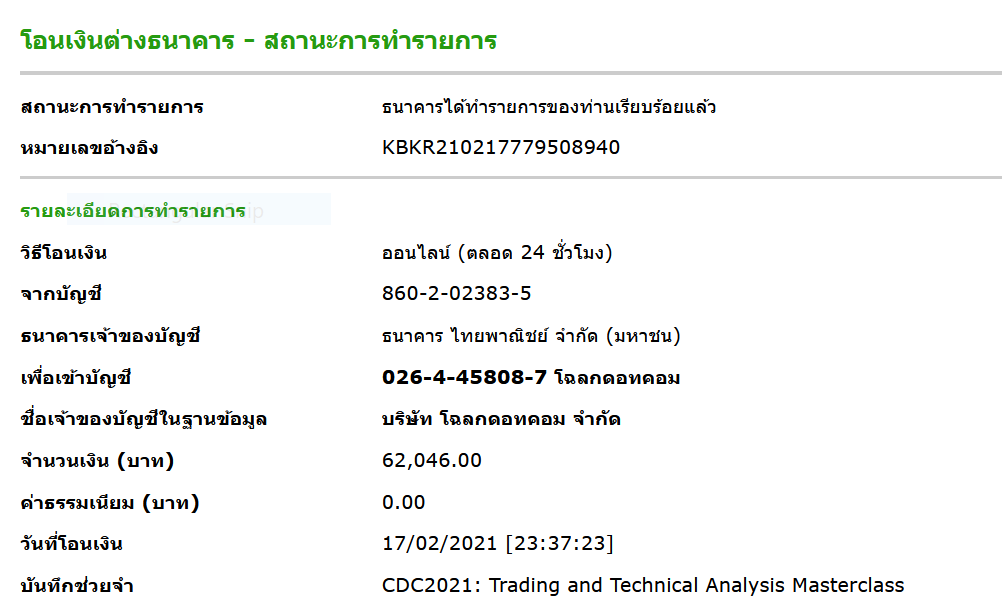 โอนเงินต่างธนาคาร - สถานะการทำรายการ
สถานะการทำรายการ ธนาคารได้ทำรายการของท่านเรียบร้อยแล้ว
หมายเลขอ้างอิง KBKR210217779508940
รายละเอียดการทำรายการ
วิธีโอนเงิน ออนไลน์ (ตลอด 24 ชั่วโมง)
จากบัญชี 860-2-02383-5
ธนาคารเจ้าของบัญชี ธนาคาร ไทยพาณิชย์ จำกัด (มหาชน)
เพื่อเข้าบัญชี 026-4-45808-7 โฉลกดอทคอม
ชื่อเจ้าของบัญชีในฐานข้อมูล บริษัท โฉลกดอทคอม จำกัด
จำนวนเงิน (บาท) 62,046.00
ค่าธรรมเนียม (บาท) 0.00
วันที่โอนเงิน 17/02/2021 [23:37:23]
บันทึกช่วยจำ CDC2021: Trading and Technical Analysis Masterclass